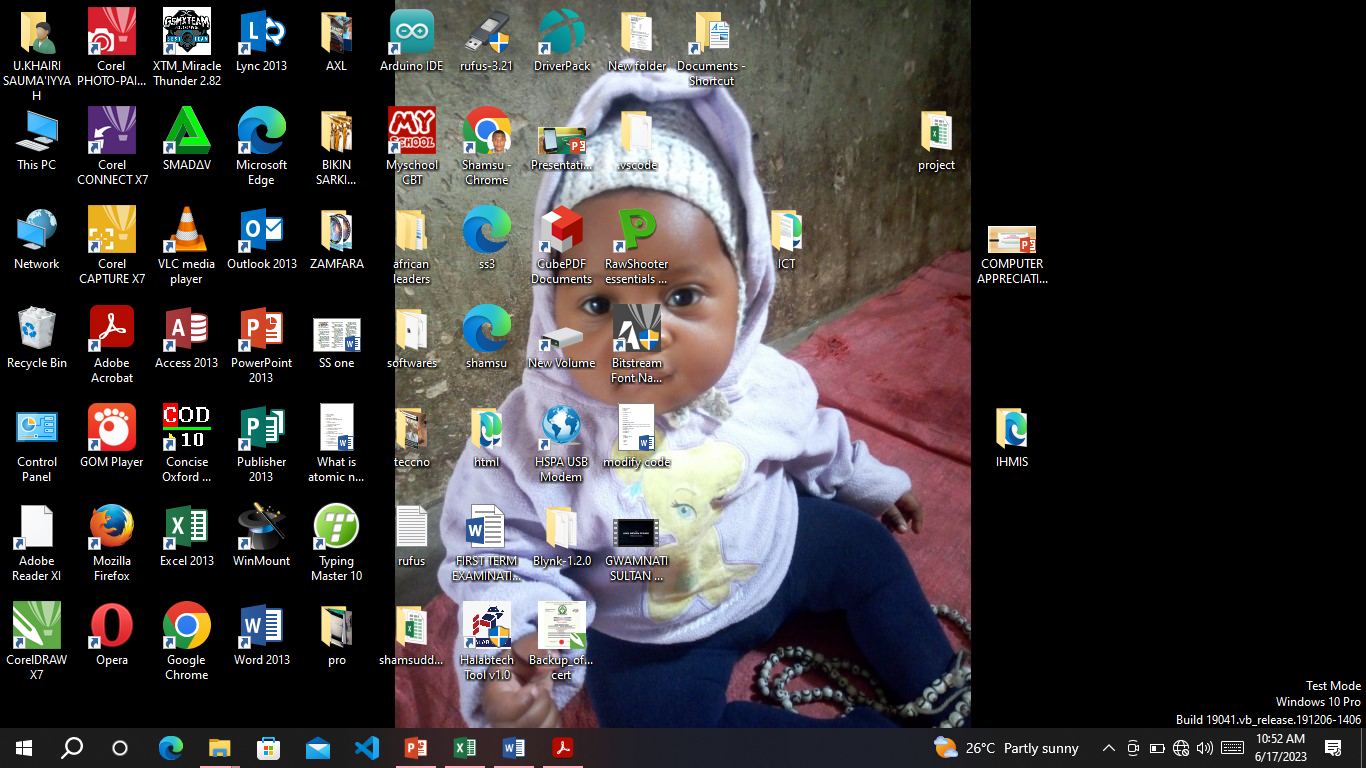 U.KHAIRI
SAUMA'IYYA
H
Corel
PHOTO-PAI...
XTM_Miracle
Thunder 2.82
Lync 2013
AXL
Arduino IDE
rufus-3.21
DriverPack
New folder
Documents -
Shortcut
This PC
Corel
CONNECT X7
SMADΔV
Microsoft
Edge
BIKIN
SARKI...
MY
SCHOOL
Myschool
CBT
Shamsu -
Chrome
Presentati...
.vscode
project
Network
Corel
CAPTURE X7
VLC media
player
Outlook 2013
ZAMFARA
african
leaders
ss3
CubePDF
Documents
RawShooter
essentials ...
ICT
COMPUTER
APPRECIATI...
Recycle Bin
Adobe
Acrobat
Access 2013
PowerPoint
2013
SS one
softwares
shamsu
New Volume
Bitstream
Font Na...
Control
Panel
GOM Player
COD
10
Concise
Oxford ...
Publisher
2013
What is
atomic n...
teccno
html
HSPA USB
Modem
modify code
IHMIS
Adobe
Reader XI
Mozilla
Firefox
Excel 2013
WinMount
Typing
Master 10
rufus
FIRST TERM
EXAMINATI...
Blynk-1.2.0
GWAMNATI
SULTAN ...
CorelDRAW
X7
Opera
Google
Chrome
Word 2013
pro
shamsudd...
Halabtech
Tool v1.0
Backup_of...
cert
Test Mode
Windows 10 Pro
Build 19041.vb_release.191206-1406
26°C Partly sunny
10:52 AM
6/17/2023